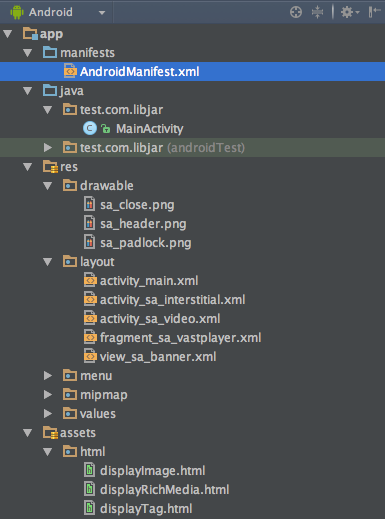 Android
app
manifests
AndroidManifest.xml
java
test.com.libjar
C MainActivity
test.com.libjar (androidTest)
res
drawable
sa_close.png
sa_header.png
sa_padlock.png
layout
activity_main.xml
activity_sa_interstitial.xml
activity_sa_video.xml
fragment_sa_vastplayer.xml
view_sa_banner.xml
menu
mipmap
values
assets
html
displayImage.html
displayRichMedia.html
displayTag.html